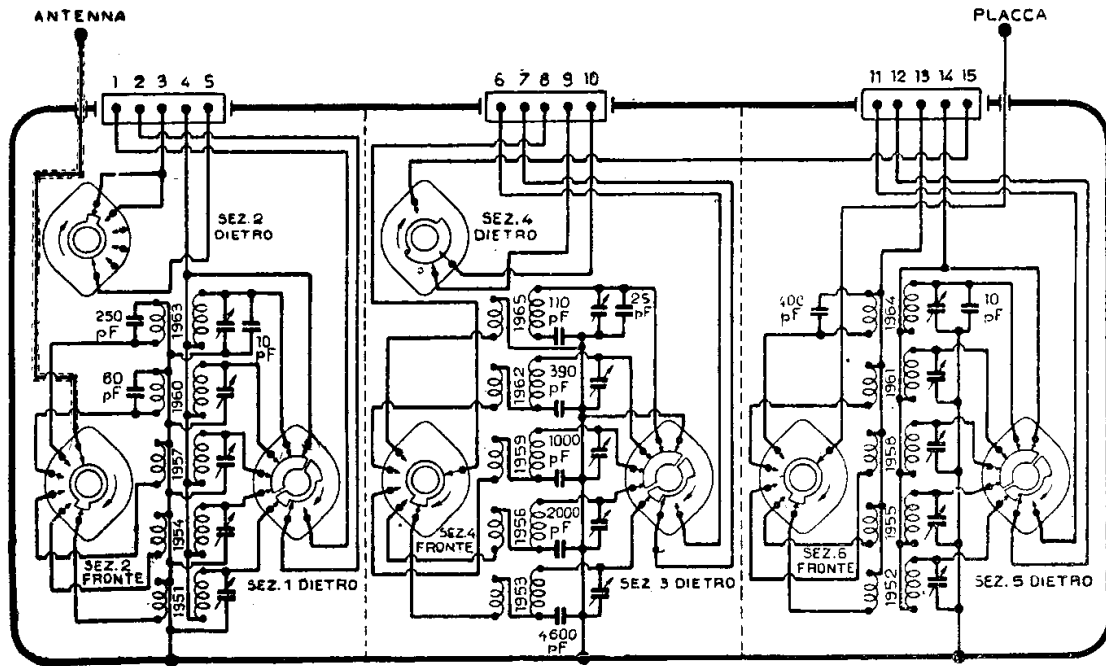 ANTENNA
PLACCA
1 2 3 4 5
6 7 8 9 10
11 12 13 14 15
SEZ. 2
DIETRO
SEZ. 4
DIETRO
250
pF
1963
10
pF
60
pF
1960
1957
1954
1951
SEZ. 2
FRONTE
SEZ. 1 DIETRO
1965
110
pF
25
pF
1962
390
pF
1959
1000
pF
1956
2000
pF
1953
4600
pF
SEZ. 4
FRONTE
SEZ. 3 DIETRO
400
pF
1964
10
pF
1961
1958
1955
1952
SEZ. 6
FRONTE
SEZ. 5 DIETRO